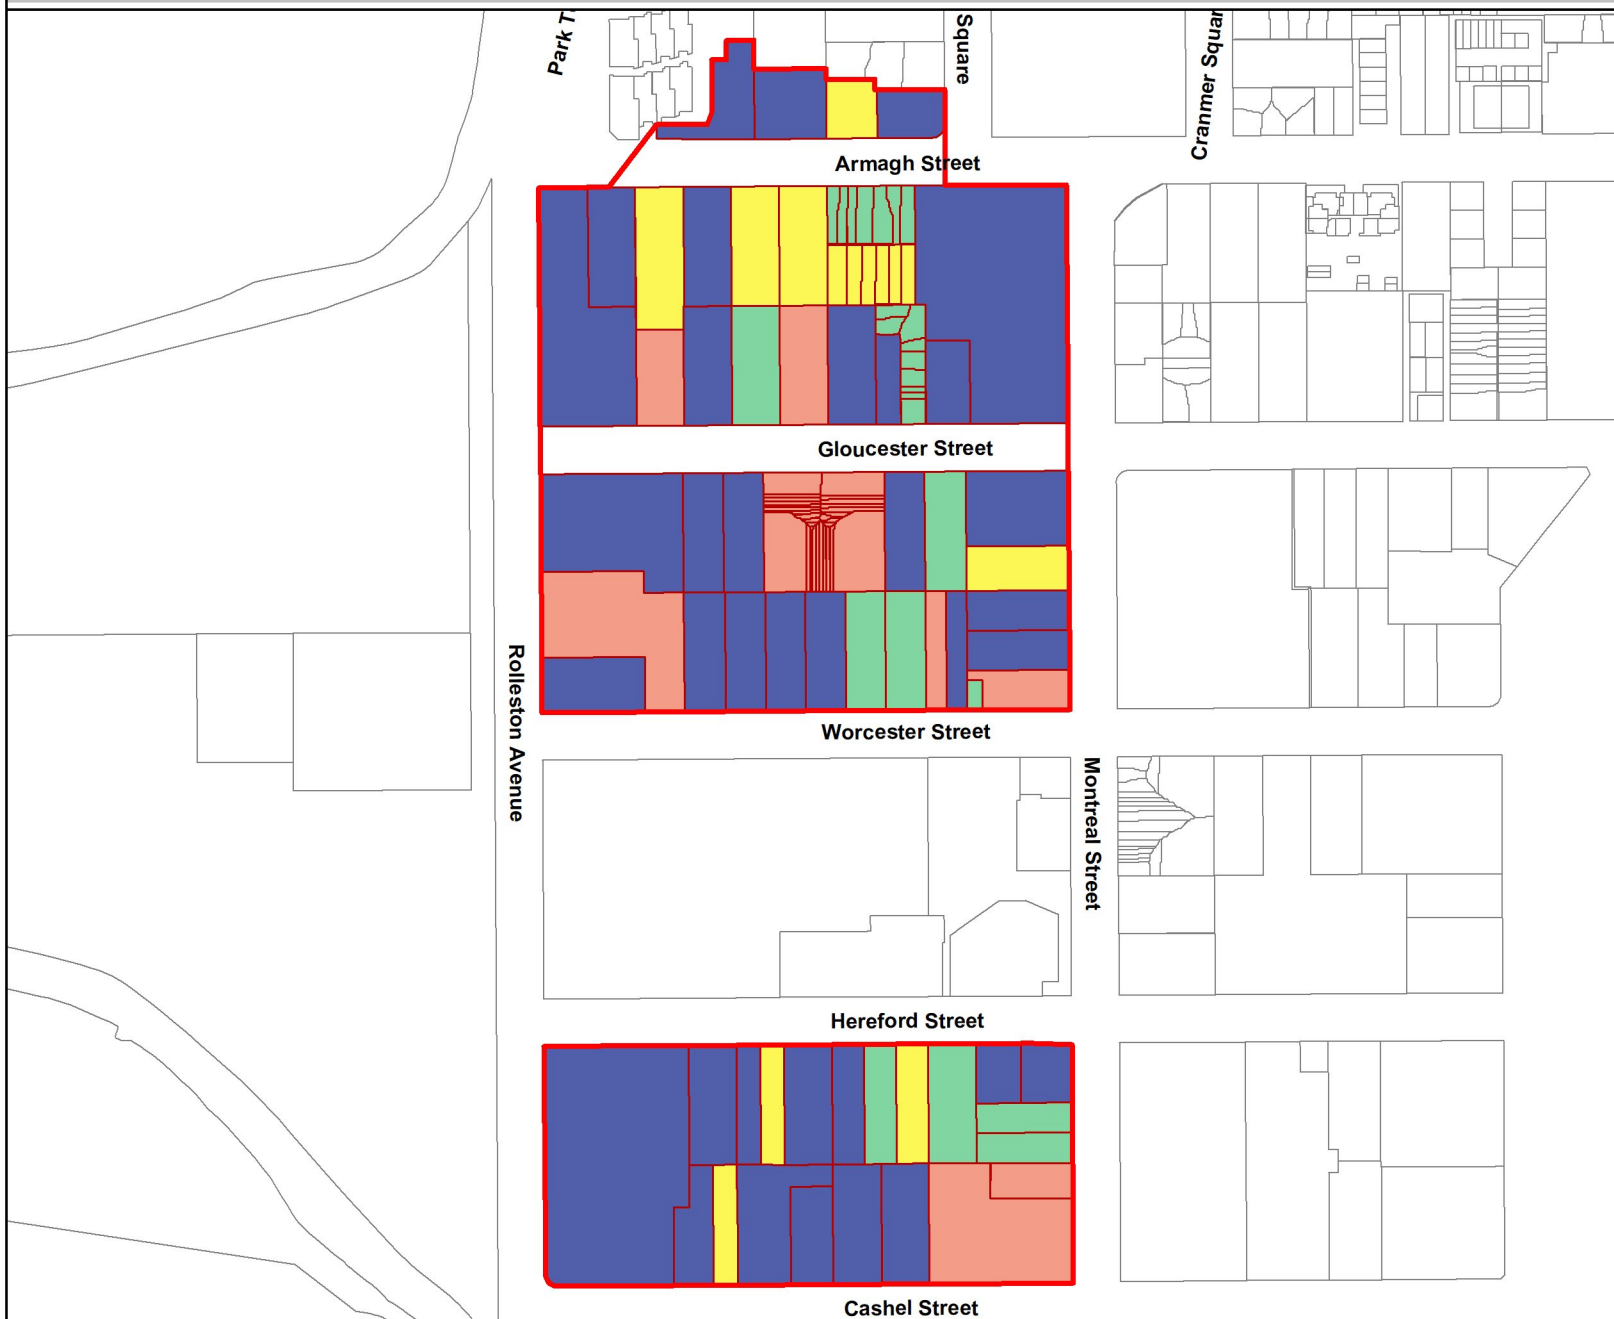 Park T
Square
Cranmer Squar
Armagh Street
Gloucester Street
Rolleston Avenue
Worcester Street
Montreal Street
Hereford Street
Cashel Street